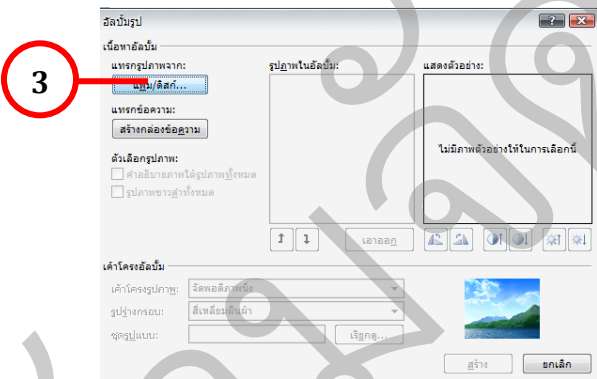 อัลบั้มรูป
เนื้อหาอัลบั้ม
แทรกรูปภาพจาก:
รูปภาพในอัลบั้ม:
แสดงตัวอย่าง:
3
แฟ้ม/ดิสก์...
แทรกข้อความ:
สร้างกล่องข้อความ
ไม่มีภาพตัวอย่างให้ในการเลือกนี้
ตัวเลือกรูปภาพ:
คำอธิบายภาพใต้รูปภาพทั้งหมด
รูปภาพขาวดำทั้งหมด
เอาออก
เค้าโครงอัลบั้ม
เค้าโครงรูปภาพ:
จัดพอดีภาพนิ่ง
รูปร่างกรอบ:
สี่เหลี่ยมผืนผ้า
ชุดรูปแบบ:
เรียกดู...
สร้าง
ยกเลิก